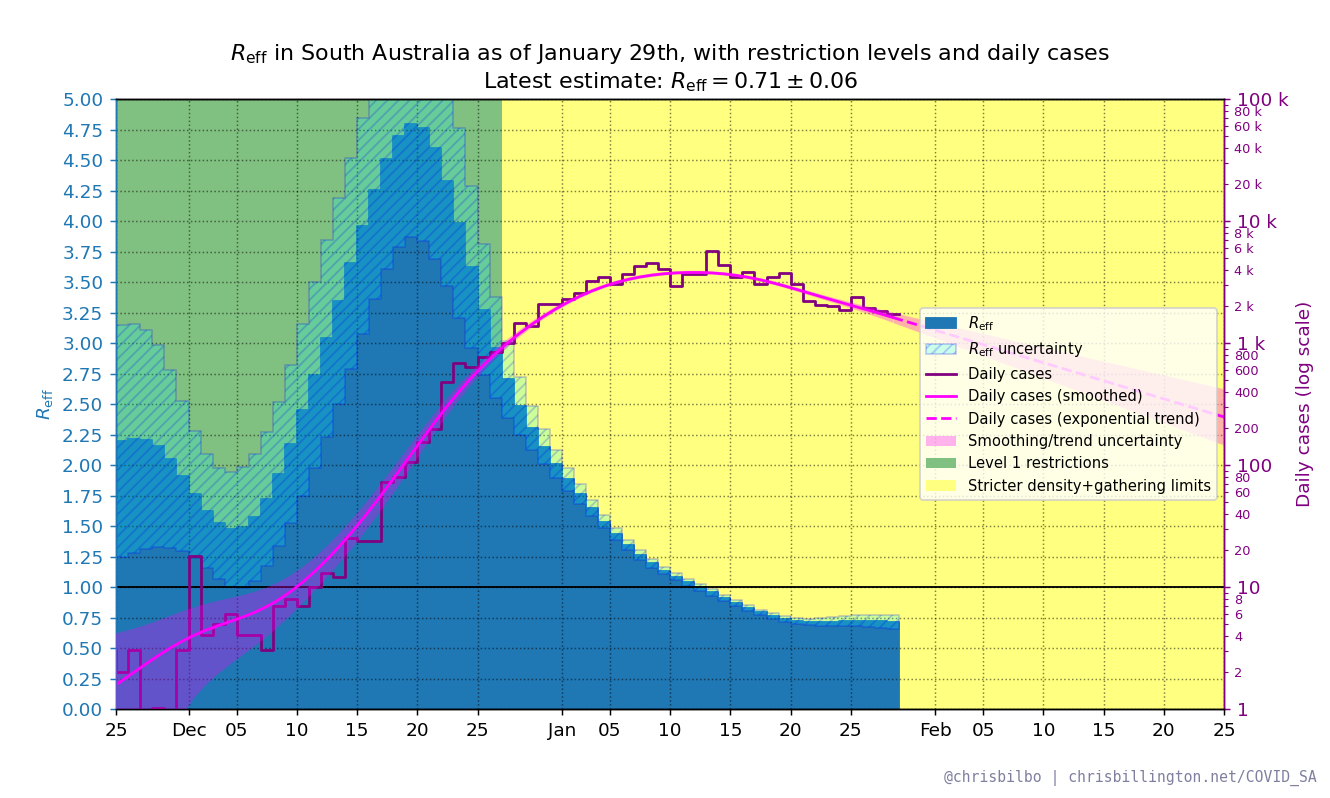 R_eff in South Australia as of January 29th, with restriction levels and daily cases
Latest estimate: R_eff = 0.71 ± 0.06
5.00
4.75
4.50
4.25
4.00
3.75
3.50
3.25
3.00
2.75
2.50
2.25
2.00
1.75
1.50
1.25
1.00
0.75
0.50
0.25
0.00
R_eff
100 k
80 k
60 k
40 k
20 k
10 k
8 k
6 k
4 k
2 k
1 k
800
600
400
200
100
80
60
40
20
10
8
6
4
2
1
Daily cases (log scale)
R_eff
R_eff uncertainty
Daily cases
Daily cases (smoothed)
Daily cases (exponential trend)
Smoothing/trend uncertainty
Level 1 restrictions
Stricter density+gathering limits
25 Dec 05 10 15 20 25 Jan 05 10 15 20 25 Feb 05 10 15 20 25
@chrisbilbo | chrisbillington.net/COVID_SA